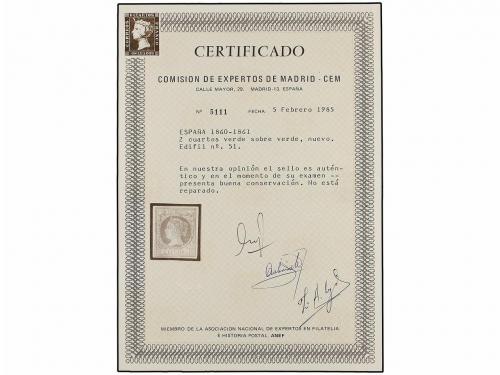 CERTIFICADO
COMISION DE EXPERTOS DE MADRID - CEM
CALLE MAYOR, 29. MADRID-13. ESPAÑA
Nº 5111 FECHA. 5 Febrero 1985
ESPAÑA 1860-1861
2 cuartos verde sobre verde, nuevo.
Edifil nº. 51.
En nuestra opinión el sello es autén-
tico y en el momento de su examen --
presenta buena conservación. No está
reparado.
MIEMBRO DE LA ASOCIACION NACIONAL DE EXPERTOS EN FILATELIA
E HISTORIA POSTAL. ANEF